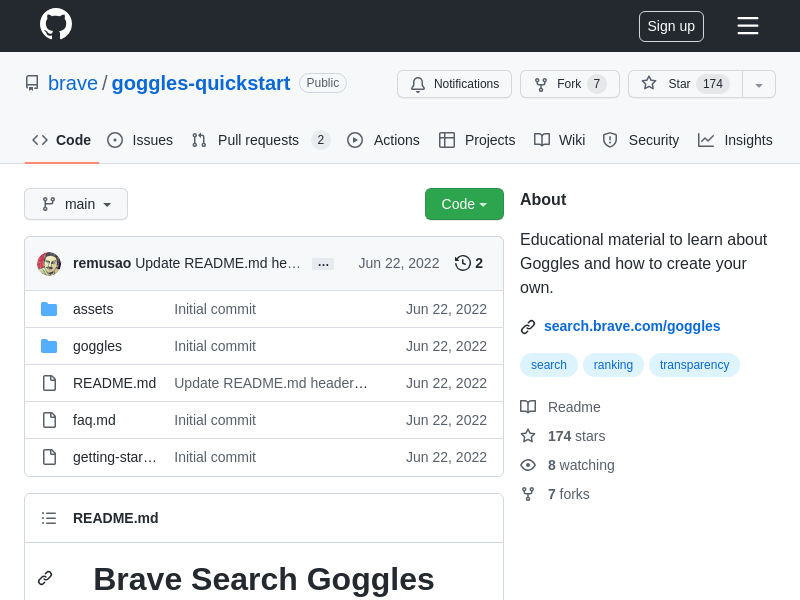 Sign up
brave / goggles-quickstart Public
Notifications
Fork 7
Star 174
Code
Issues
Pull requests 2
Actions
Projects
Wiki
Security
Insights
main
Code
remusao Update README.md he… ... Jun 22, 2022 2
assets Initial commit Jun 22, 2022
goggles Initial commit Jun 22, 2022
README.md Update README.md header… Jun 22, 2022
faq.md Initial commit Jun 22, 2022
getting-star… Initial commit Jun 22, 2022
README.md
Brave Search Goggles
About
Educational material to learn about
Goggles and how to create your
own.
search.brave.com/goggles
search ranking transparency
Readme
174 stars
8 watching
7 forks